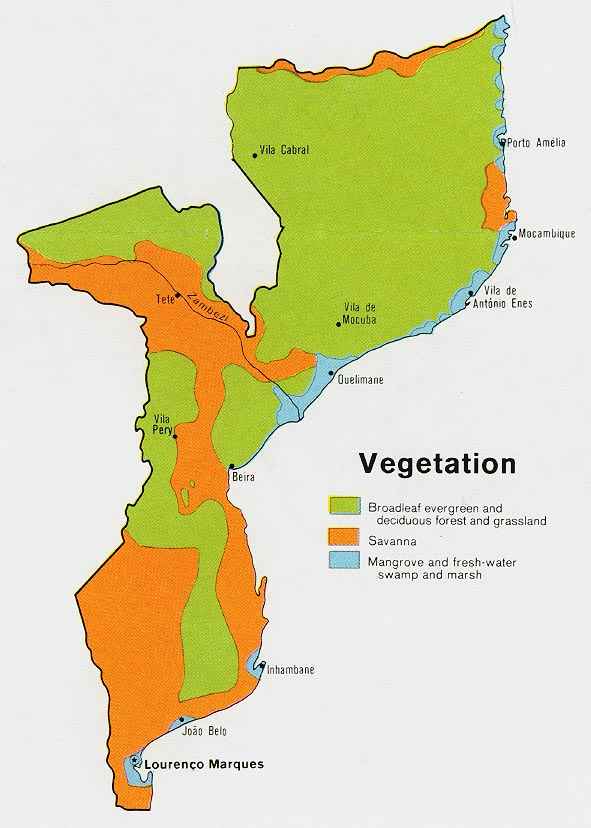 Vila Cabral
Porto Amélia
Moçambique
Vila de
António Enes
Tete
Zambezi
Vila de
Mocuba
Quelimane
Vila
Pery
Beira
Vegetation
Broadleaf evergreen and
deciduous forest and grassland
Savanna
Mangrove and fresh-water
swamp and marsh
Inhambane
João Belo
Lourenço Marques